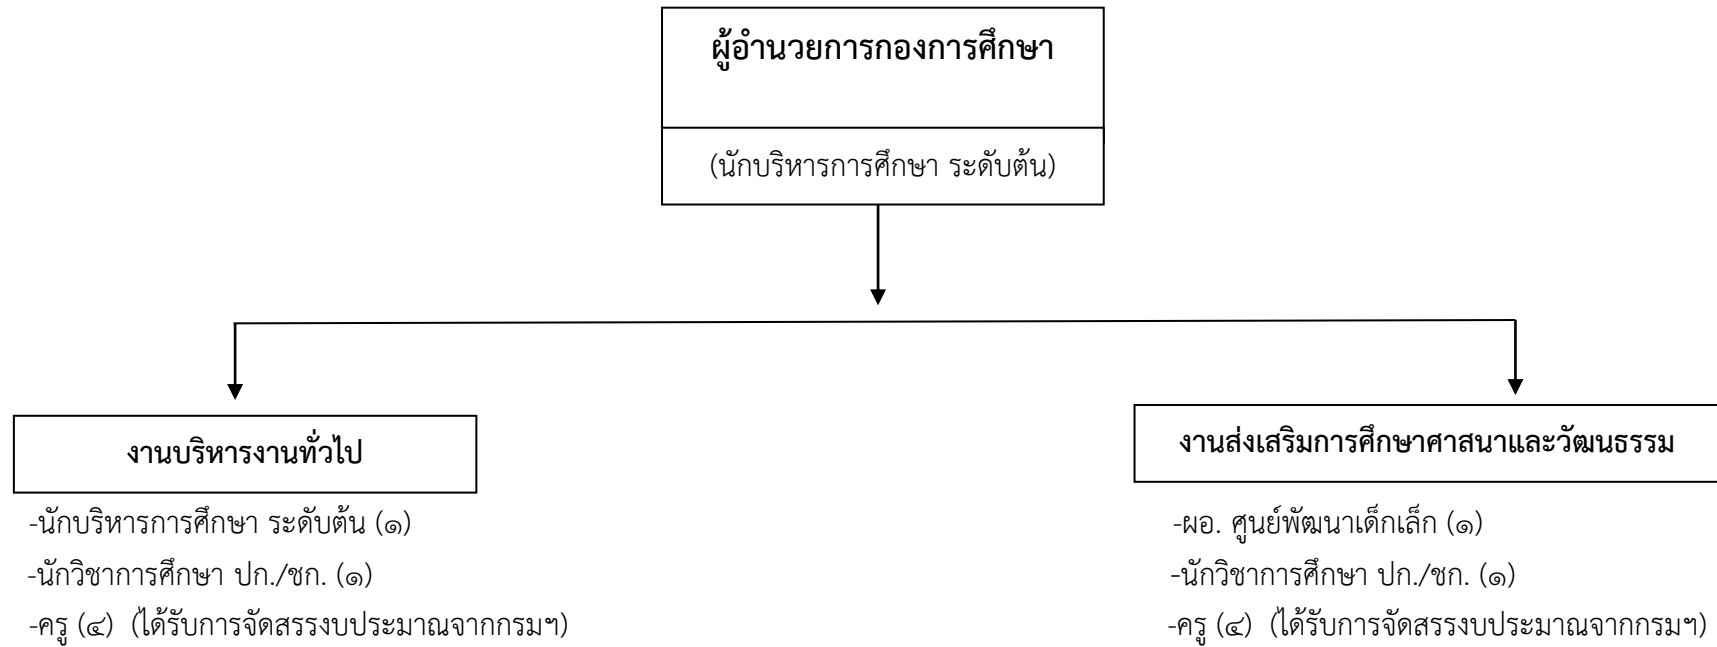 ผู้อำนวยการกองการศึกษา
(นักบริหารการศึกษา ระดับต้น)
งานบริหารงานทั่วไป
-นักบริหารการศึกษา ระดับต้น (๑)
-นักวิชาการศึกษา ปก./ชก. (๑)
-ครู (๔) (ได้รับการจัดสรรงบประมาณจากกรมฯ)
งานส่งเสริมการศึกษาศาสนาและวัฒนธรรม
-ผอ. ศูนย์พัฒนาเด็กเล็ก (๑)
-นักวิชาการศึกษา ปก./ชก. (๑)
-ครู (๔) (ได้รับการจัดสรรงบประมาณจากกรมฯ)